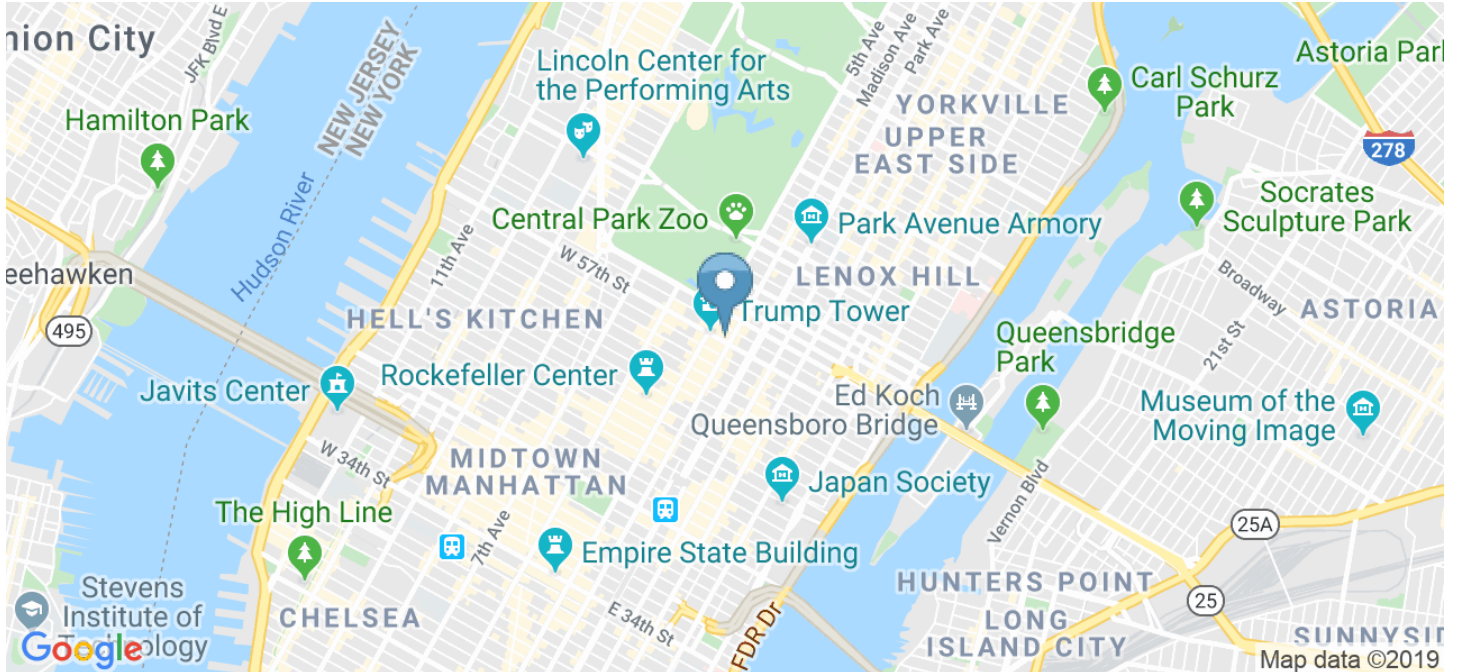 nion City
JFK Blvd E
NEW JERSEY
NEW YORK
Hamilton Park
Lincoln Center for
the Performing Arts
5th Ave
Madison Ave
Park Ave
YORKVILLE
UPPER
EAST SIDE
Carl Schurz
Park
Astoria Park
278
Hudson River
11th Ave
Central Park Zoo
Park Avenue Armory
Socrates
Sculpture Park
eehawken
W 57th St
LENOX HILL
Broadway
495
HELL'S KITCHEN
Trump Tower
Queensbridge
Park
21st St
ASTORIA
Javits Center
Rockefeller Center
Ed Koch
Queensboro Bridge
Museum of the
Moving Image
W 34th St
MIDTOWN
MANHATTAN
Japan Society
Vernon Blvd
The High Line
7th Ave
Empire State Building
25A
Stevens
Institute of
Technology
CHELSEA
E 34th St
FDR Dr
HUNTERS POINT
LONG
ISLAND CITY
25
SUNNYSID
Google
Map data ©2019